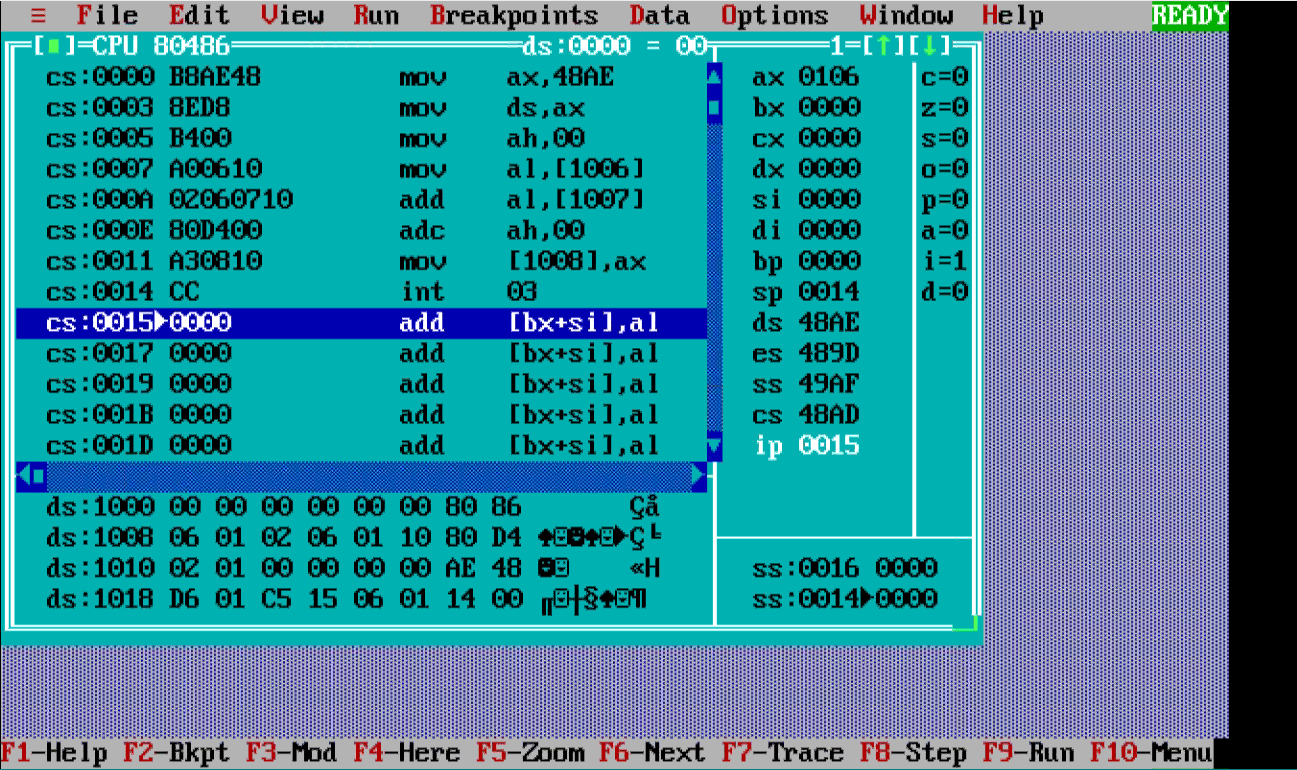 ≡ File Edit View Run Breakpoints Data Options Window Help READY
[■]=CPU 80486 ds:0000 = 00 1=[↑][↓]
cs:0000 B8AE48 mov ax,48AE ax 0106 c=0
cs:0003 8ED8 mov ds,ax bx 0000 z=0
cs:0005 B400 mov ah,00 cx 0000 s=0
cs:0007 A00610 mov al,[1006] dx 0000 o=0
cs:000A 02060710 add al,[1007] si 0000 p=0
cs:000E 80D400 adc ah,00 di 0000 a=0
cs:0011 A30810 mov [1008],ax bp 0000 i=1
cs:0014 CC int 03 sp 0014 d=0
cs:0015►0000 add [bx+si],al ds 48AE
cs:0017 0000 add [bx+si],al es 489D
cs:0019 0000 add [bx+si],al ss 49AF
cs:001B 0000 add [bx+si],al cs 48AD
cs:001D 0000 add [bx+si],al ip 0015
ds:1000 00 00 00 00 00 00 80 86 Çå
ds:1008 06 01 02 06 01 10 80 D4 ♠☺☻♠☺►Ç╘
ds:1010 02 01 00 00 00 00 AE 48 ☻☺ «H ss:0016 0000
ds:1018 D6 01 C5 15 06 01 14 00 ╓☺┼§♠☺¶ ss:0014►0000
F1-Help F2-Bkpt F3-Mod F4-Here F5-Zoom F6-Next F7-Trace F8-Step F9-Run F10-Menu